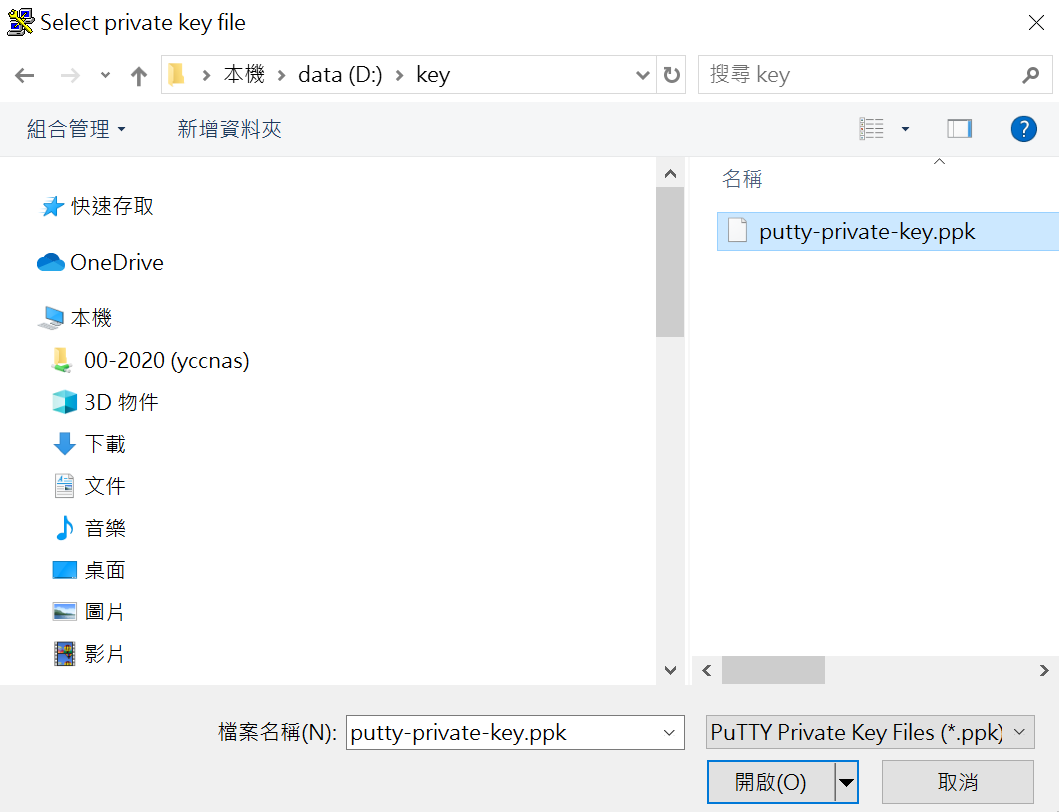 Select private key file
本機 data (D:) key
搜尋 key
組合管理 新增資料夾
?
名稱
putty-private-key.ppk
快速存取
OneDrive
本機
00-2020 (yccnas)
3D 物件
下載
文件
音樂
桌面
圖片
影片
檔案名稱(N): putty-private-key.ppk
PuTTY Private Key Files (*.ppk)
開啟(O) 取消